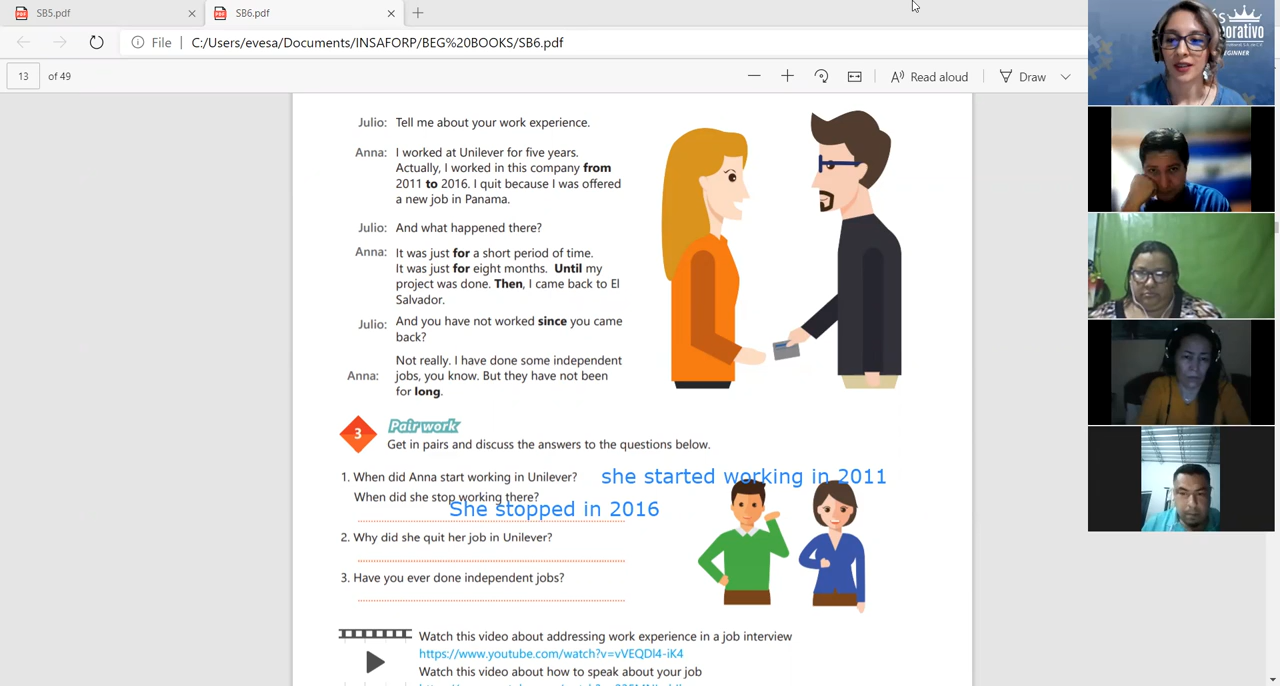 SB5.pdf
SB6.pdf
File | C:/Users/evesa/Documents/INSAFORP/BEG%20BOOKS/SB6.pdf
13 of 49
Read aloud
Draw
Julio: Tell me about your work experience.
Anna: I worked at Unilever for five years.
Actually, I worked in this company from
2011 to 2016. I quit because I was offered
a new job in Panama.
Julio: And what happened there?
Anna: It was just for a short period of time.
It was just for eight months. Until my
project was done. Then, I came back to El
Salvador.
Julio: And you have not worked since you came
back?
Not really. I have done some independent
Anna: jobs, you know. But they have not been
for long.
3 Pair work
Get in pairs and discuss the answers to the questions below.
1. When did Anna start working in Unilever? she started working in 2011
When did she stop working there?
She stopped in 2016
2. Why did she quit her job in Unilever?
3. Have you ever done independent jobs?
Watch this video about addressing work experience in a job interview
https://www.youtube.com/watch?v=vVEQDl4-iK4
Watch this video about how to speak about your job